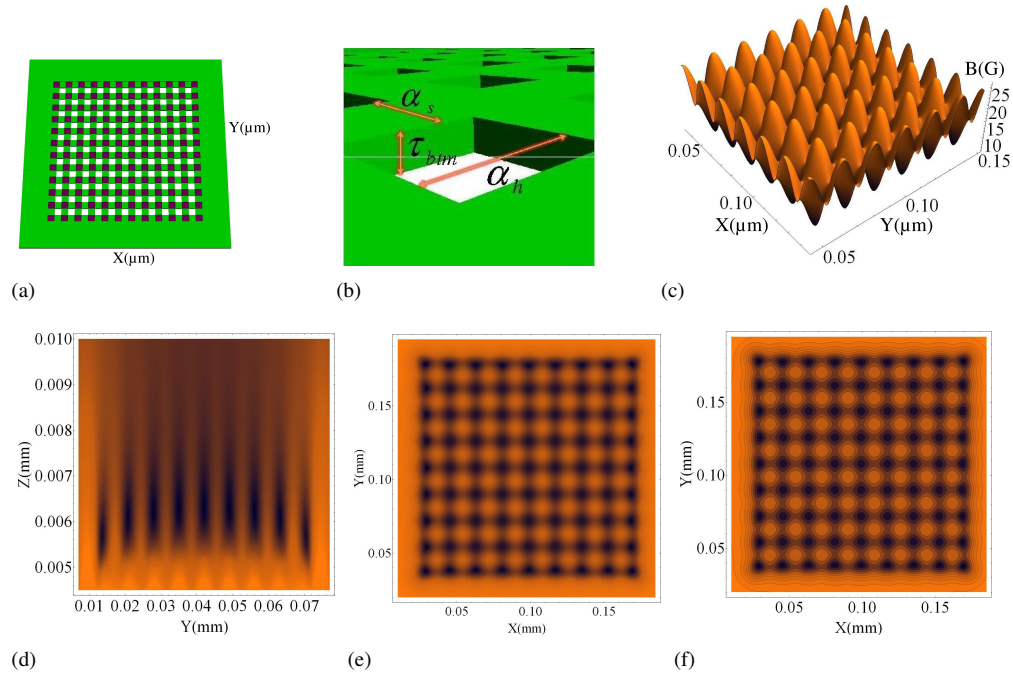 Y(µm)
X(µm)
(a)
α s
τ bim
α h
(b)
B(G)
25
20
15
10
0.15
0.05
0.10
0.10
X(µm)
Y(µm)
0.05
(c)
0.010
0.009
0.008
0.007
0.006
0.005
Z(mm)
0.01 0.02 0.03 0.04 0.05 0.06 0.07
Y(mm)
(d)
0.15
0.10
0.05
Y(mm)
0.05 0.10 0.15
X(mm)
(e)
0.15
0.10
0.05
Y(mm)
0.05 0.10 0.15
X(mm)
(f)